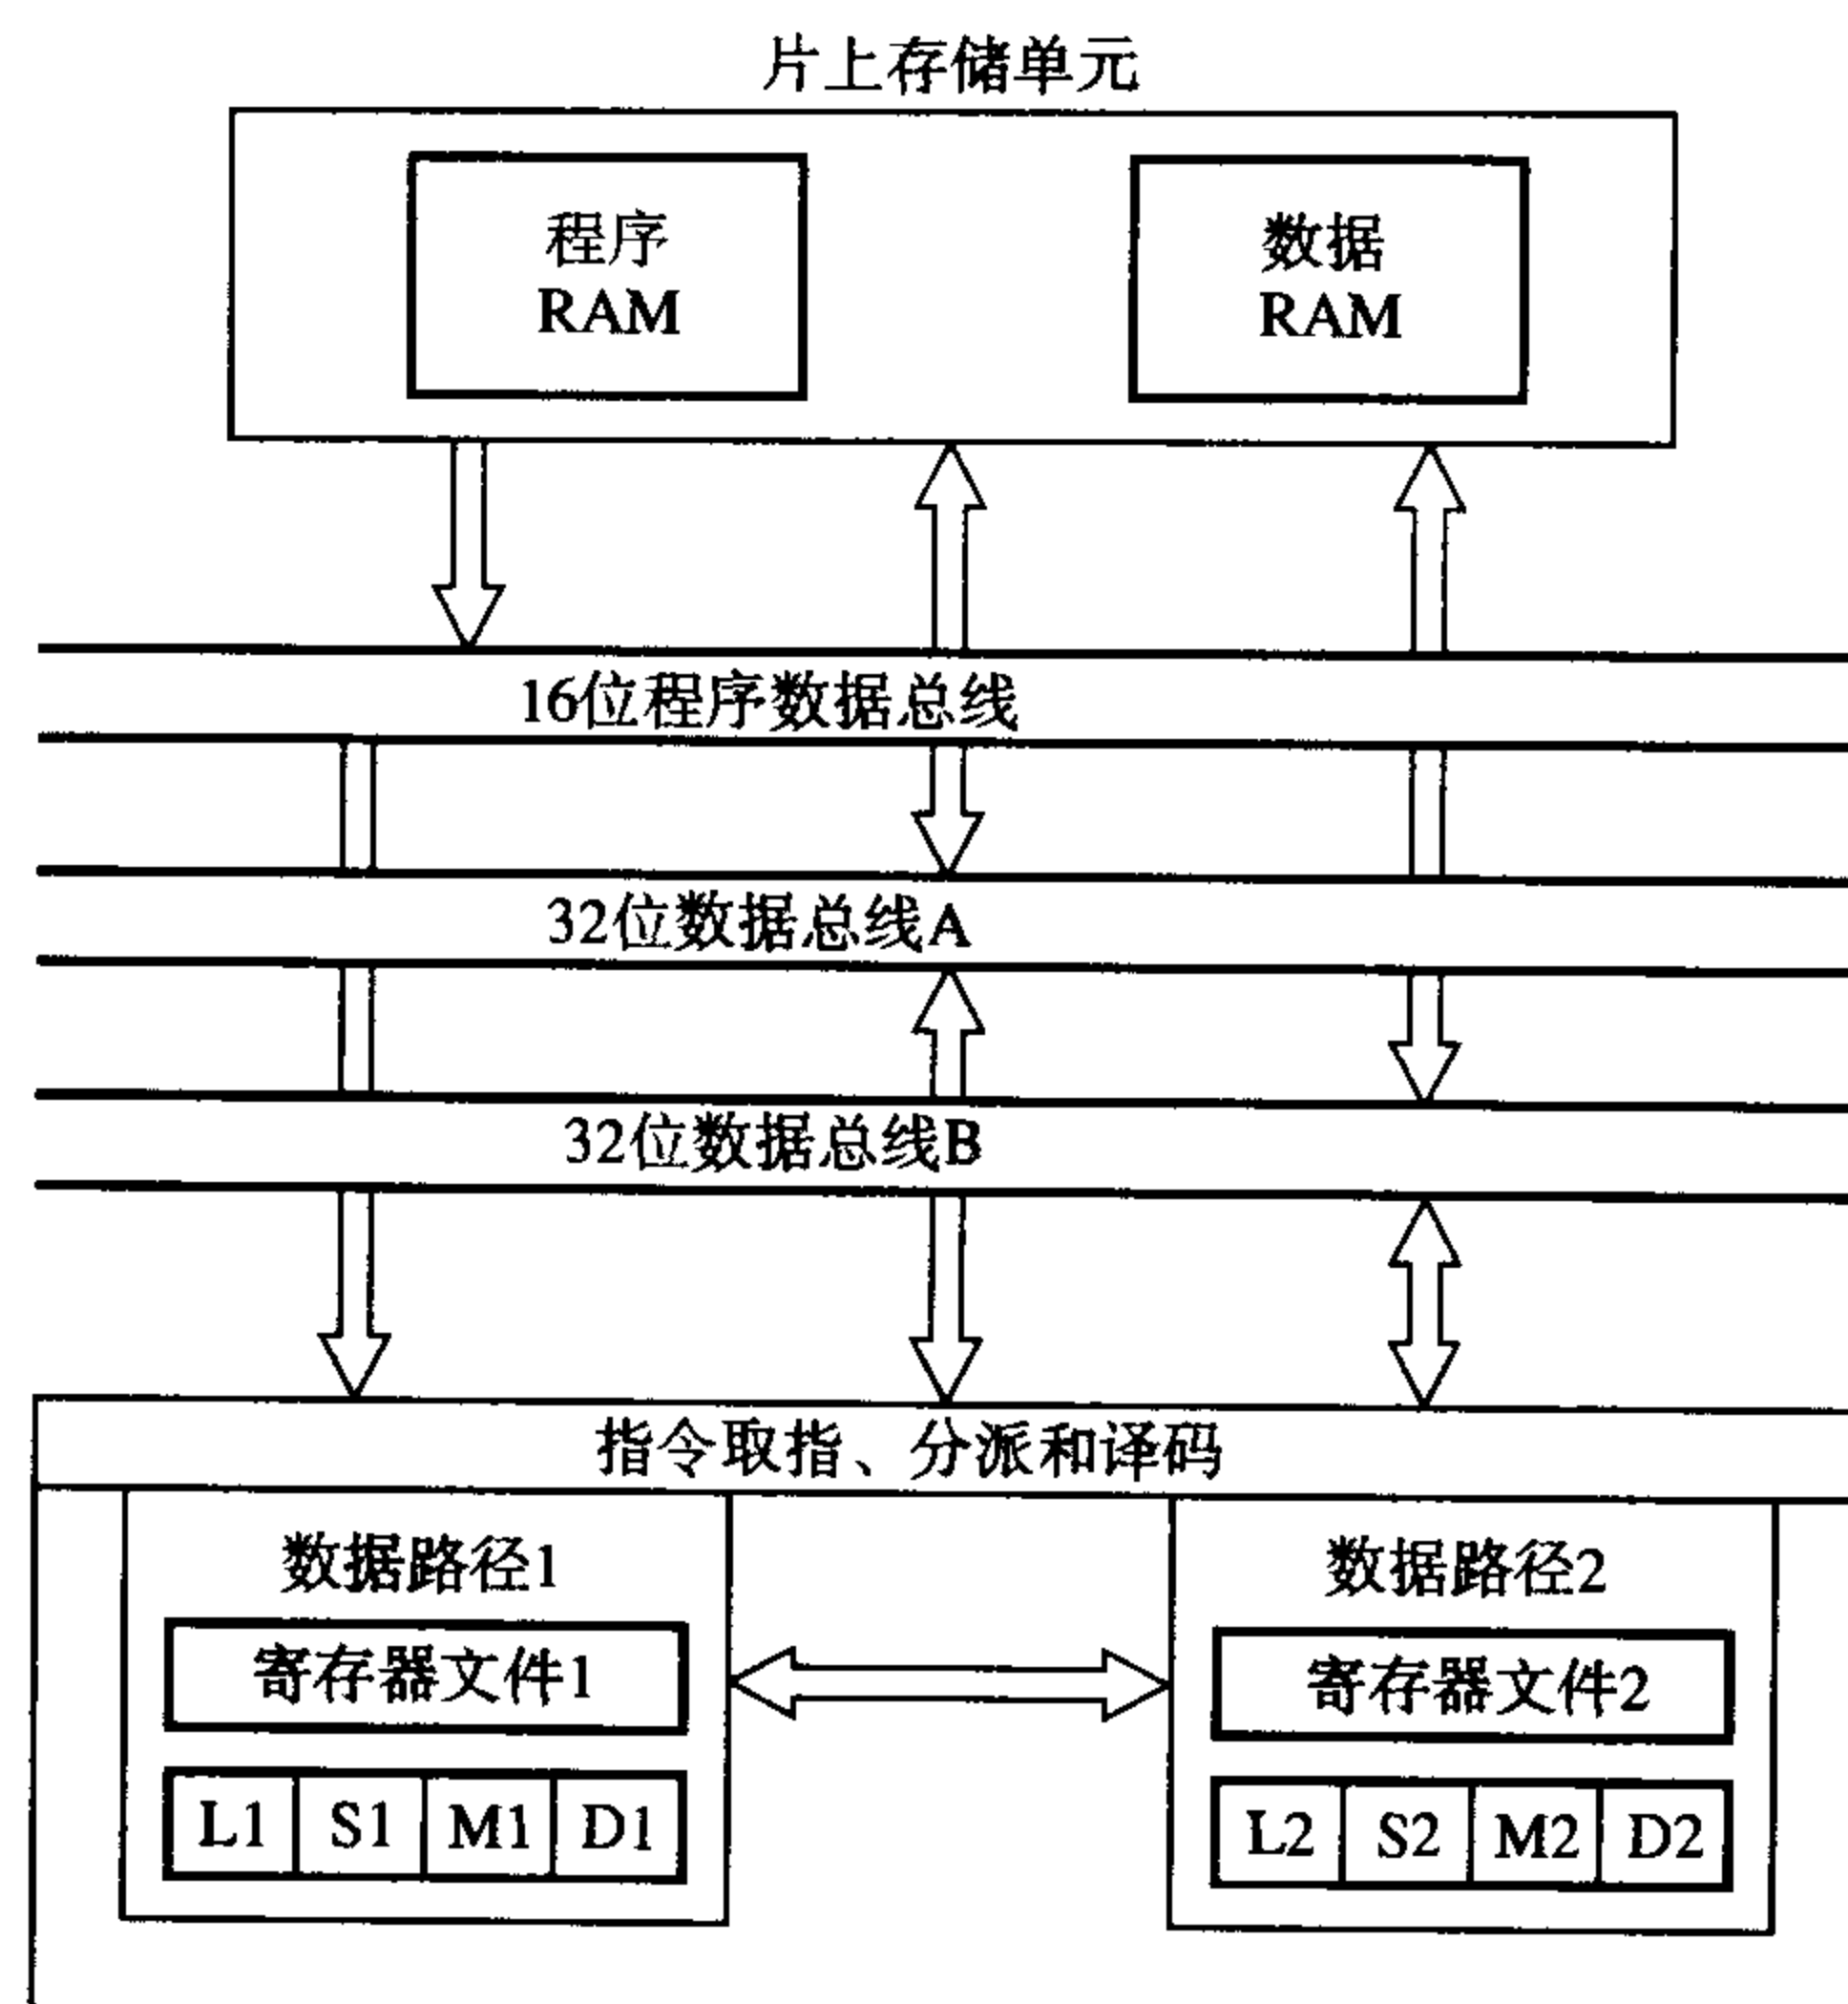 片上存储单元
程序
RAM
数据
RAM
16位程序数据总线
32位数据总线A
32位数据总线B
指令取指、分派和译码
数据路径1
数据路径2
寄存器文件1
寄存器文件2
L1 S1 M1 D1
L2 S2 M2 D2